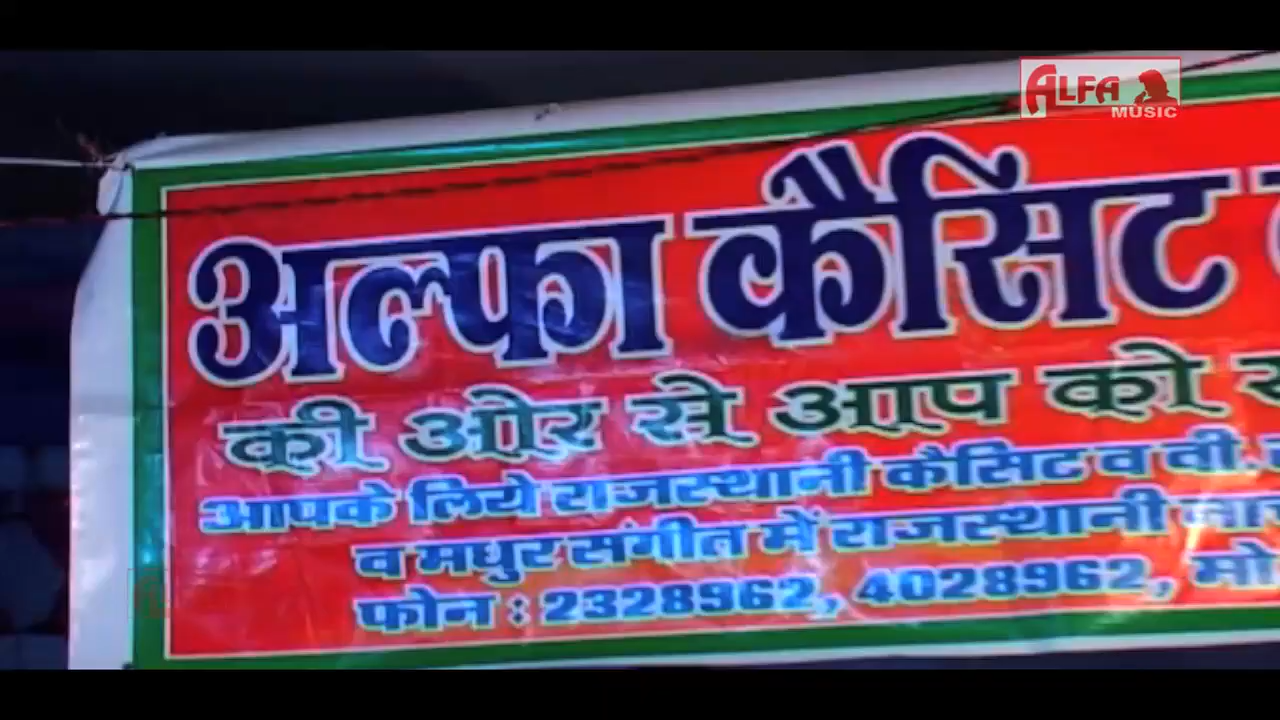 ALFA
MUSIC
अल्फा कैसिट
की ओर से आप को
आपके लिये राजस्थानी कैसिट व वी.
व मधुर संगीत में राजस्थानी
फोन : 2328962, 4028962, मो